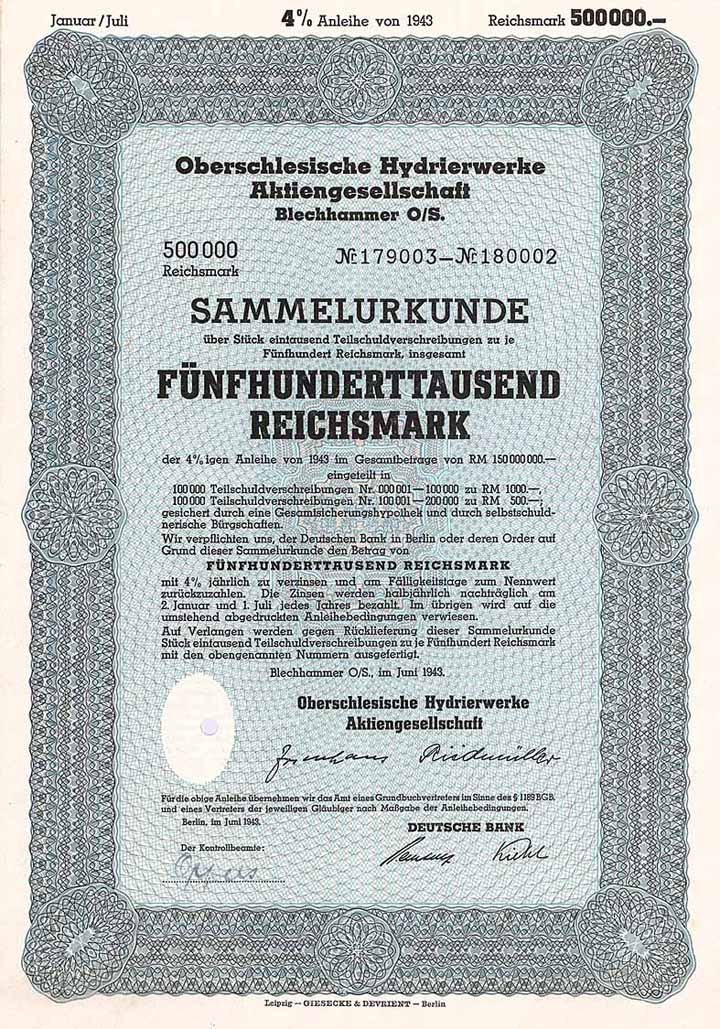 Januar/Juli 4% Anleihe von 1943 Reichsmark 500000.—
Oberschlesische Hydrierwerke
Aktiengesellschaft
Blechhammer O/S.
500000 Nr. 179003—Nr. 180002
Reichsmark
SAMMELURKUNDE
über Stück eintausend Teilschuldverschreibungen zu je
Fünfhundert Reichsmark, insgesamt
FÜNFHUNDERTTAUSEND
REICHSMARK
der 4%igen Anleihe von 1943 im Gesamtbetrage von RM 150000000.—
eingeteilt in
100000 Teilschuldverschreibungen Nr. 000001—100000 zu RM 1000.—,
100000 Teilschuldverschreibungen Nr. 100001—200000 zu RM 500.—;
gesichert durch eine Gesamtsicherungshypothek und durch selbstschuld-
nerische Bürgschaften.
Wir verpflichten uns, der Deutschen Bank in Berlin oder deren Order auf
Grund dieser Sammelurkunde den Betrag von
FÜNFHUNDERTTAUSEND REICHSMARK
mit 4% jährlich zu verzinsen und am Fälligkeitstage zum Nennwert
zurückzuzahlen. Die Zinsen werden halbjährlich nachträglich am
2. Januar und 1. Juli jedes Jahres bezahlt. Im übrigen wird auf die
umstehend abgedruckten Anleihebedingungen verwiesen.
Auf Verlangen werden gegen Rücklieferung dieser Sammelurkunde
Stück eintausend Teilschuldverschreibungen zu je Fünfhundert Reichsmark
mit den obengenannten Nummern ausgefertigt.
Blechhammer O/S., im Juni 1943.
Oberschlesische Hydrierwerke
Aktiengesellschaft
Riedmüller
Für die obige Anleihe übernehmen wir das Amt eines Grundbuchvertreters im Sinne des § 1189 BGB.
und eines Vertreters der jeweiligen Gläubiger nach Maßgabe der Anleihebedingungen.
Berlin, im Juni 1943.
DEUTSCHE BANK
Der Kontrollbeamte:
Kiehl
Leipzig — GIESECKE & DEVRIENT — Berlin